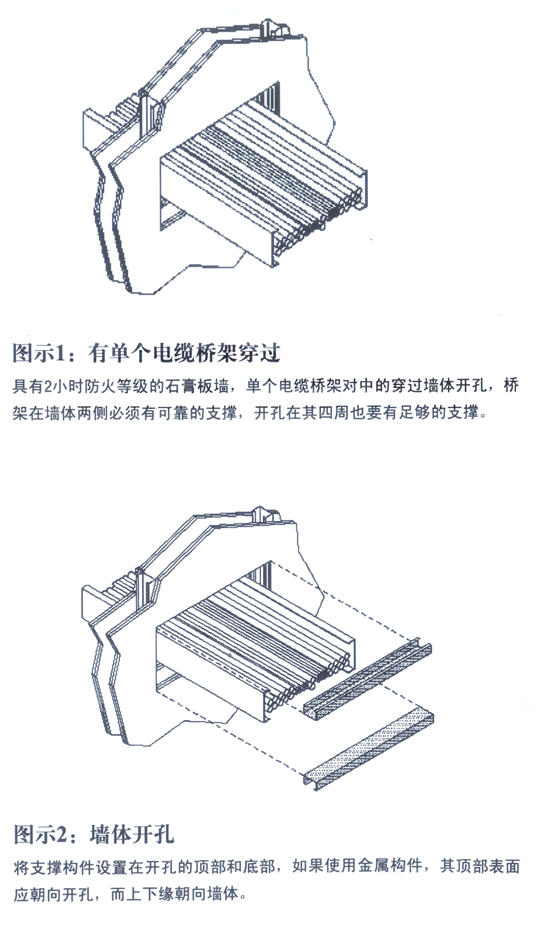 图示1：有单个电缆桥架穿过
具有2小时防火等级的石膏板墙，单个电缆桥架对中的穿过墙体开孔，桥
架在墙体两侧必须有可靠的支撑，开孔在其四周也要有足够的支撑。
图示2：墙体开孔
将支撑构件设置在开孔的顶部和底部，如果使用金属构件，其顶部表面
应朝向开孔，而上下缘朝向墙体。